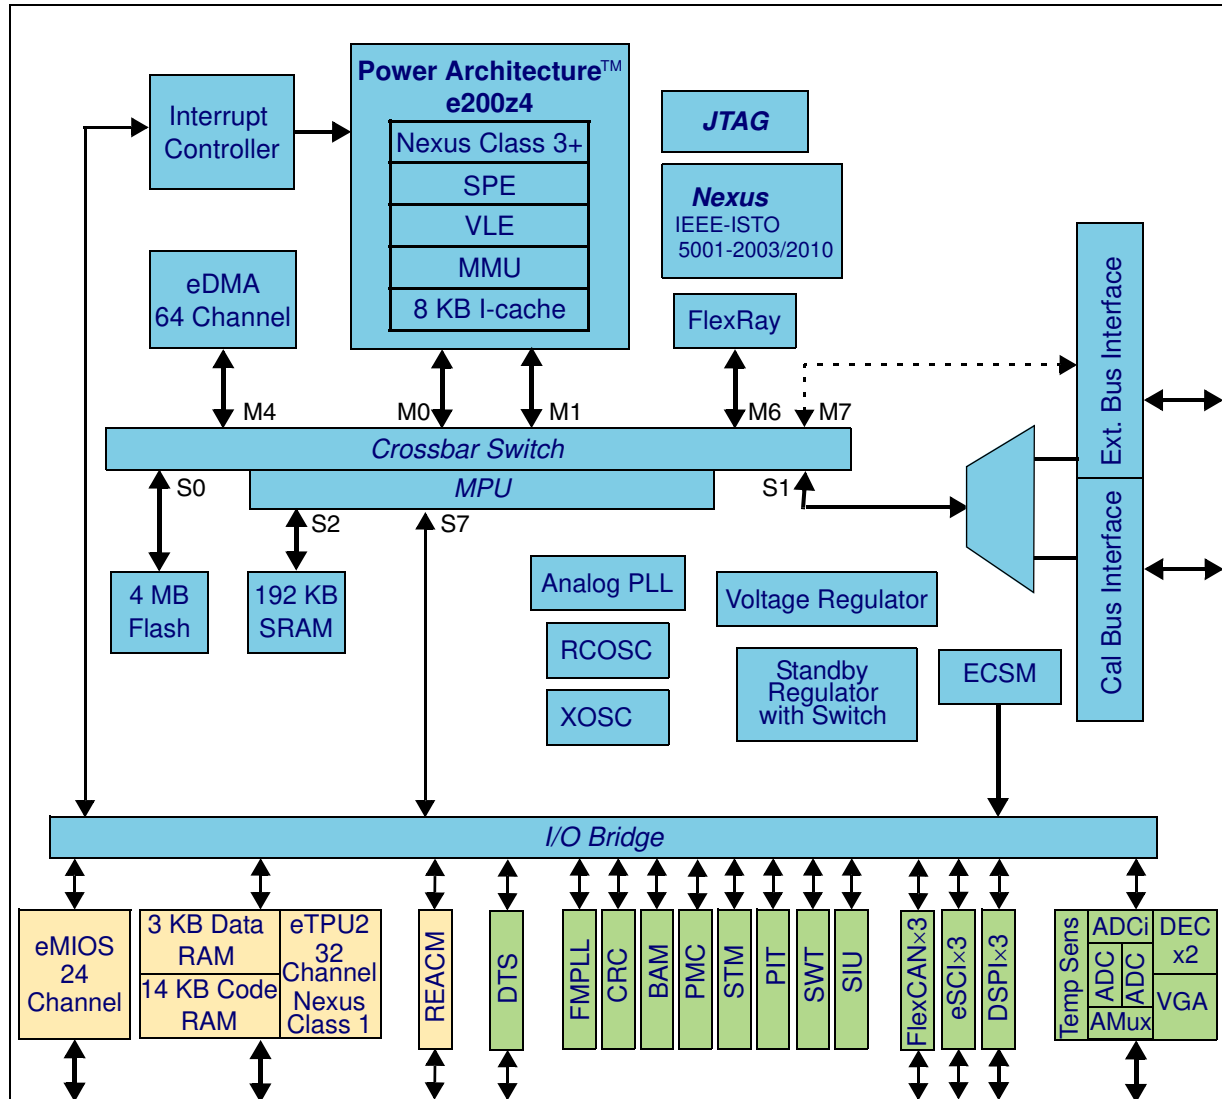 Power Architecture™
e200z4
Nexus Class 3+
SPE
VLE
MMU
8 KB I-cache
Interrupt
Controller
JTAG
Nexus
IEEE-ISTO
5001-2003/2010
eDMA
64 Channel
FlexRay
Ext. Bus Interface
Cal Bus Interface
M4
M0
M1
M6
M7
Crossbar Switch
MPU
S0
S2
S7
S1
4 MB
Flash
192 KB
SRAM
Analog PLL
RCOSC
XOSC
Voltage Regulator
Standby
Regulator
with Switch
ECSM
I/O Bridge
eMIOS
24
Channel
3 KB Data
RAM
14 KB Code
RAM
eTPU2
32
Channel
Nexus
Class 1
REACM
DTS
FMPLL
CRC
BAM
PMC
STM
PIT
SWT
SIU
FlexCAN×3
eSCI×3
DSPI×3
Temp Sens
ADCi
ADC
ADC
AMux
DEC
x2
VGA